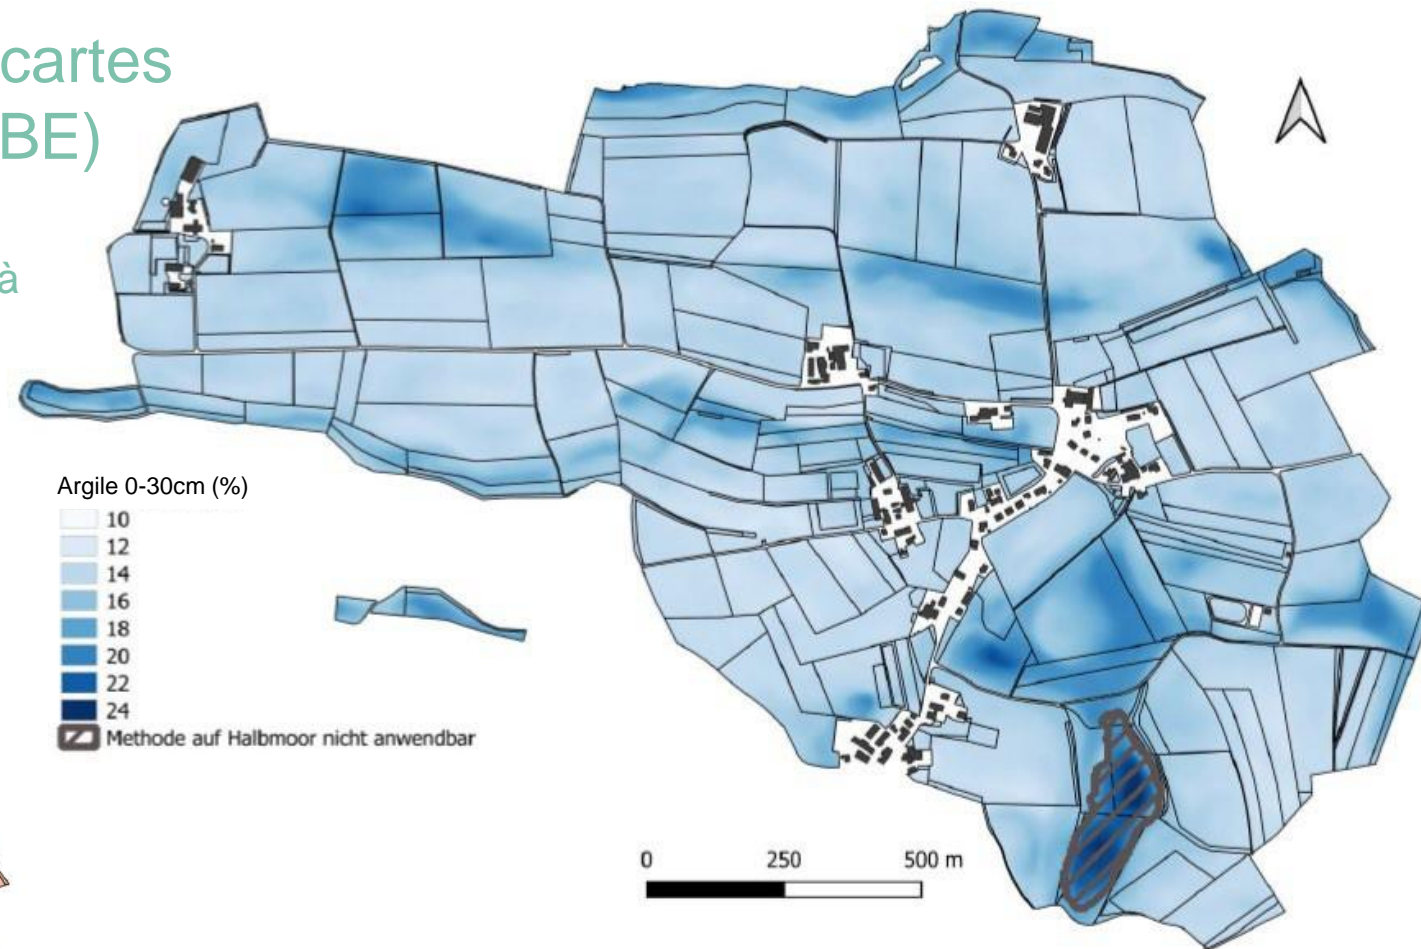 cartes
BE)
à
Argile 0-30cm (%)
10
12
14
16
18
20
22
24
Methode auf Halbmoor nicht anwendbar
0 250 500 m